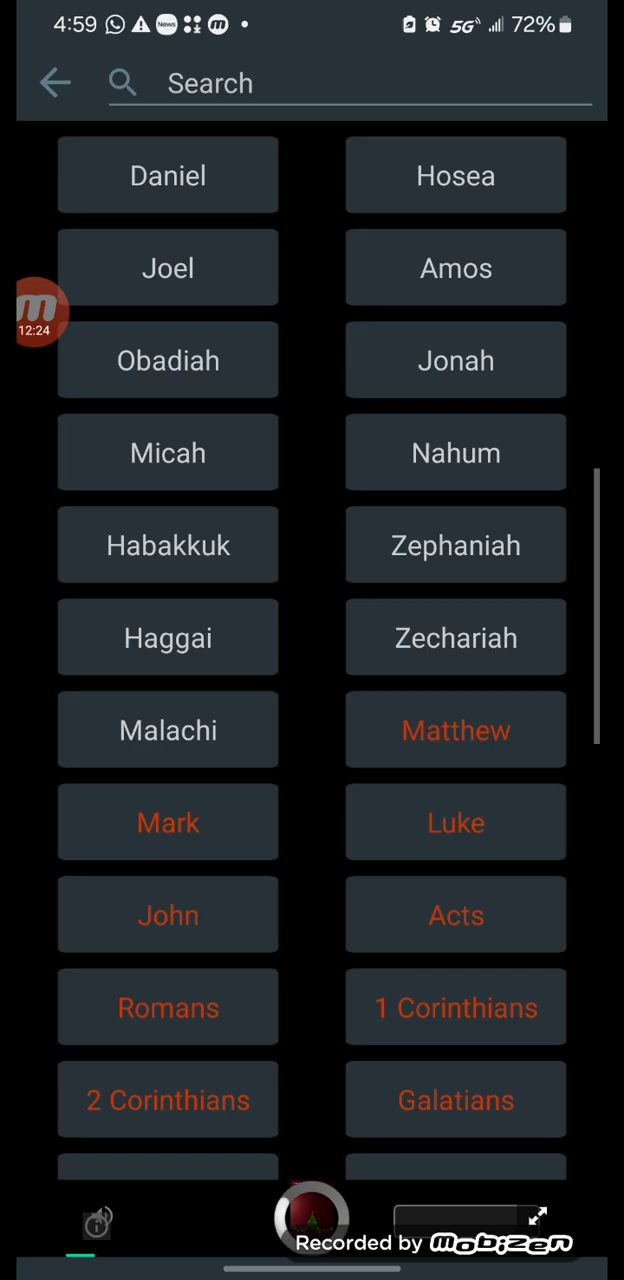 4:59 News m 5G 72%
Search
Daniel Hosea
Joel Amos
m
12:24
Obadiah Jonah
Micah Nahum
Habakkuk Zephaniah
Haggai Zechariah
Malachi Matthew
Mark Luke
John Acts
Romans 1 Corinthians
2 Corinthians Galatians
Recorded by mobizen